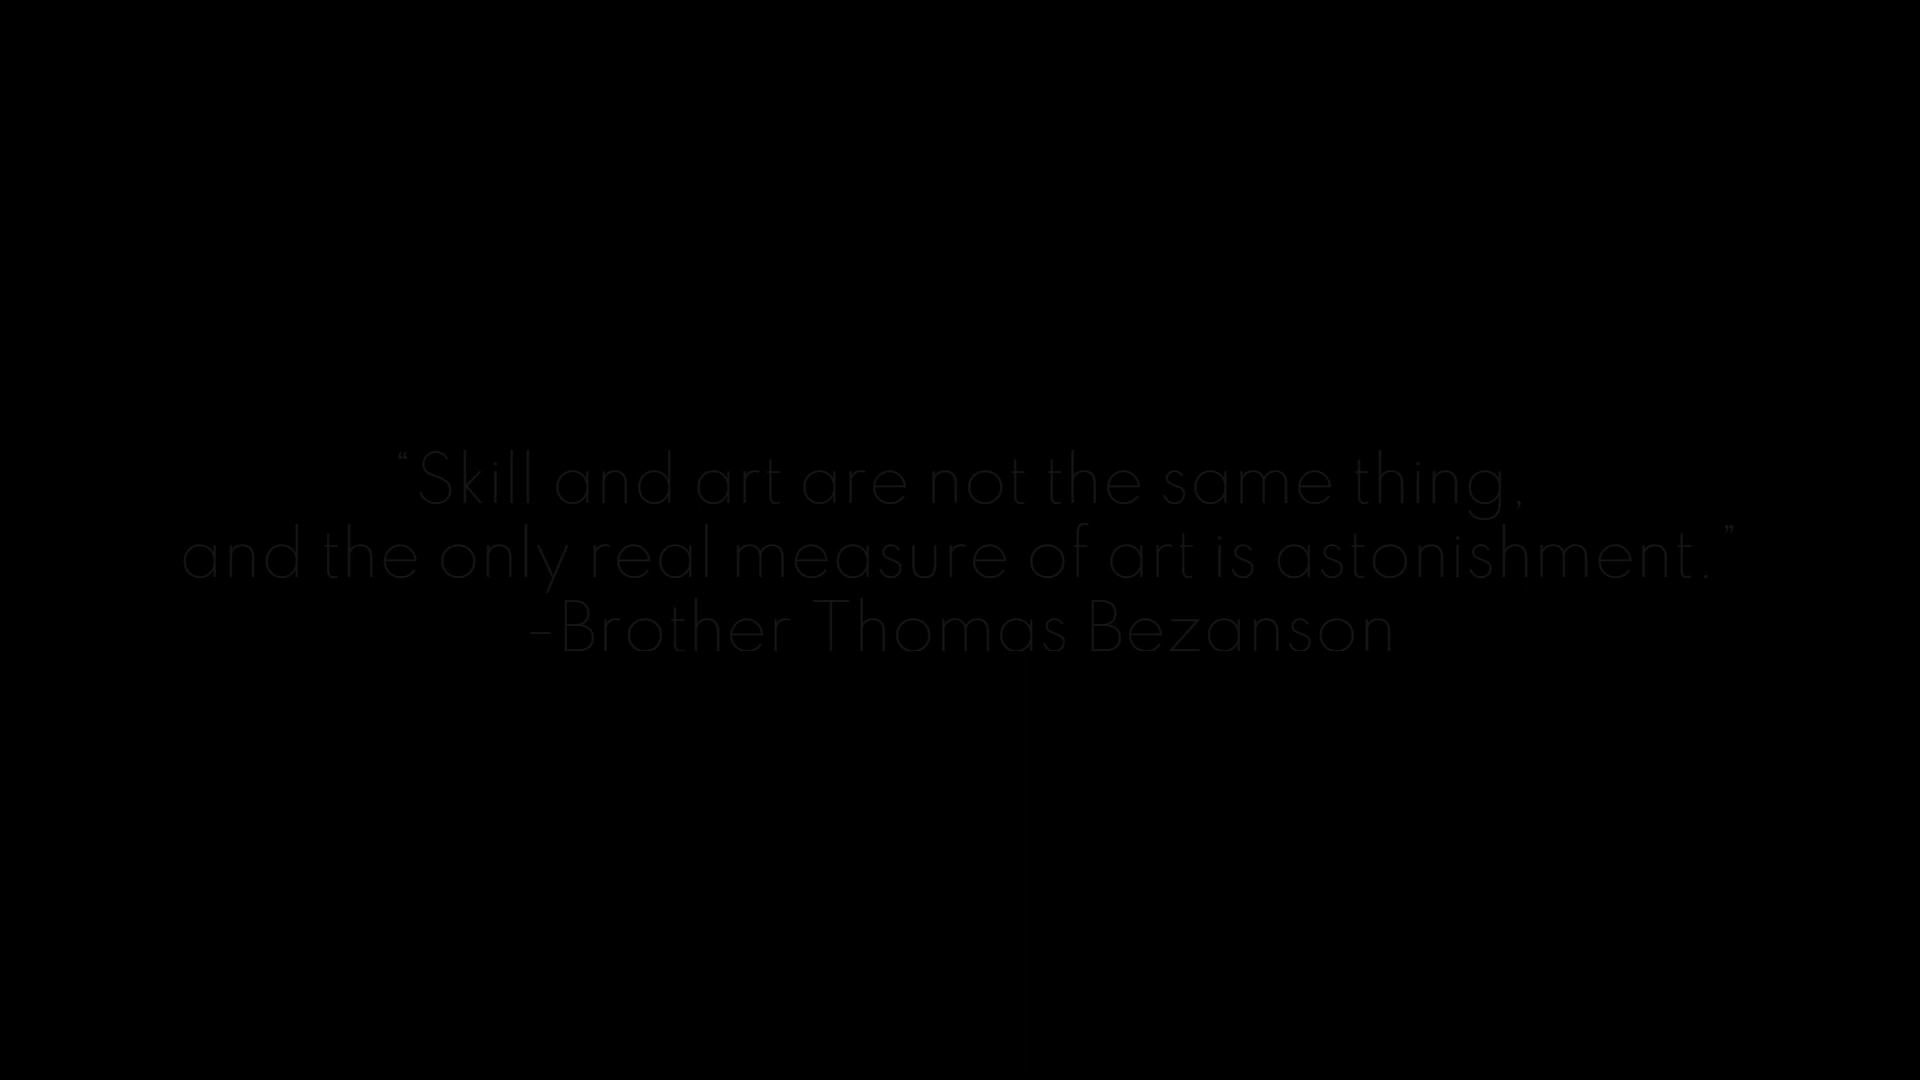 “Skill and art are not the same thing,
and the only real measure of art is astonishment.”
–Brother Thomas Bezanson